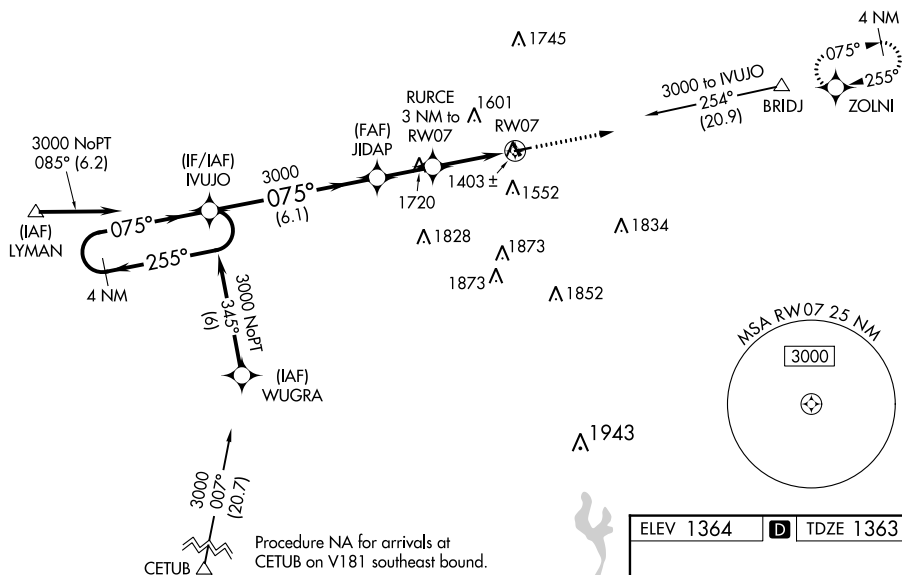 4 NM
1745
075°
255°
ZOLNI
3000 to IVUJO
254°
(20.9)
BRIDJ
RURCE
3 NM to
RW07
1601
RW07
(FAF)
JIDAP
3000 NoPT
085° (6.2)
(IF/IAF)
IVUJO
3000
075°
(6.1)
1403 ±
1720
1552
(IAF)
LYMAN
075°
255°
4 NM
1828
1873
1873
1834
1852
3000 NoPT
345°
(6)
(IAF)
WUGRA
MSA RW07 25 NM
3000
1943
3000
007°
(20.7)
CETUB
Procedure NA for arrivals at
CETUB on V181 southeast bound.
ELEV 1364 D TDZE 1363